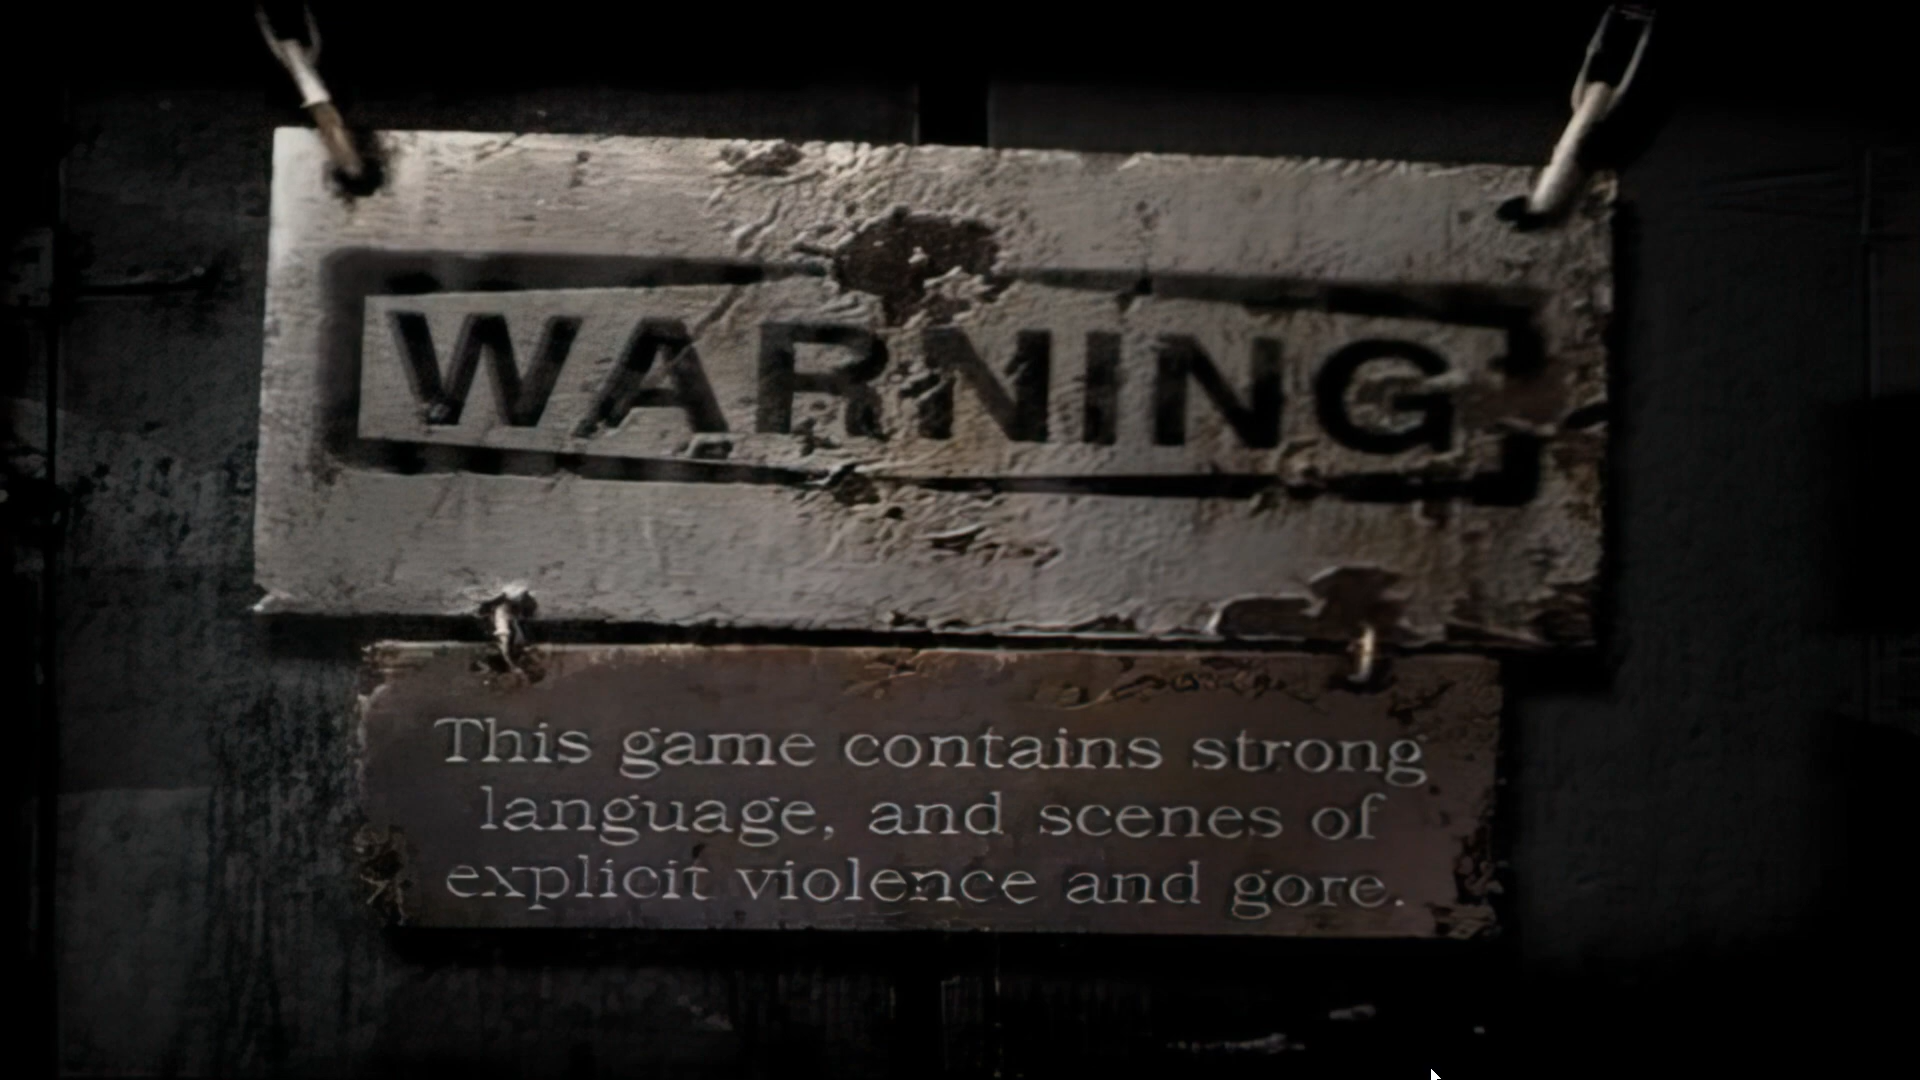 WARNING
This game contains strong
language, and scenes of
explicit violence and gore.